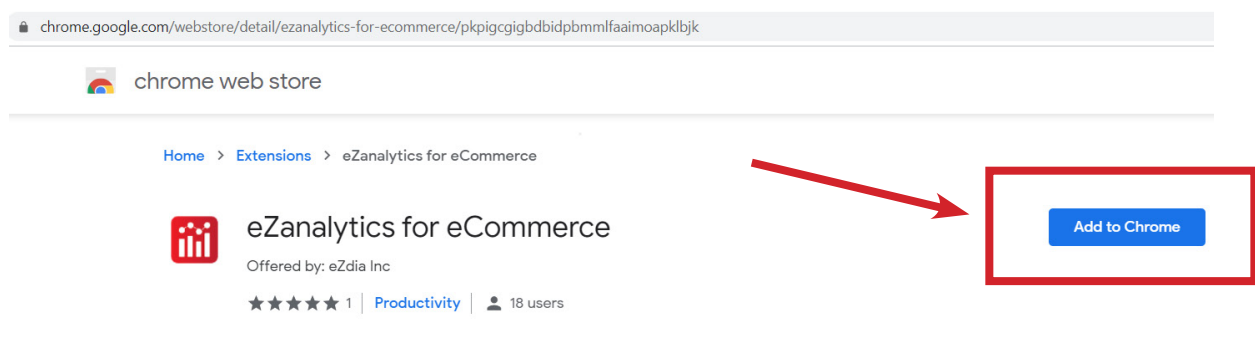 chrome.google.com/webstore/detail/ezanalytics-for-ecommerce/pkpigcgigbdbidpbmmlfaaimoapklbjk
chrome web store
Home > Extensions > eZanalytics for eCommerce
eZanalytics for eCommerce
Add to Chrome
Offered by: eZdia Inc
★★★★★ 1 | Productivity | 18 users